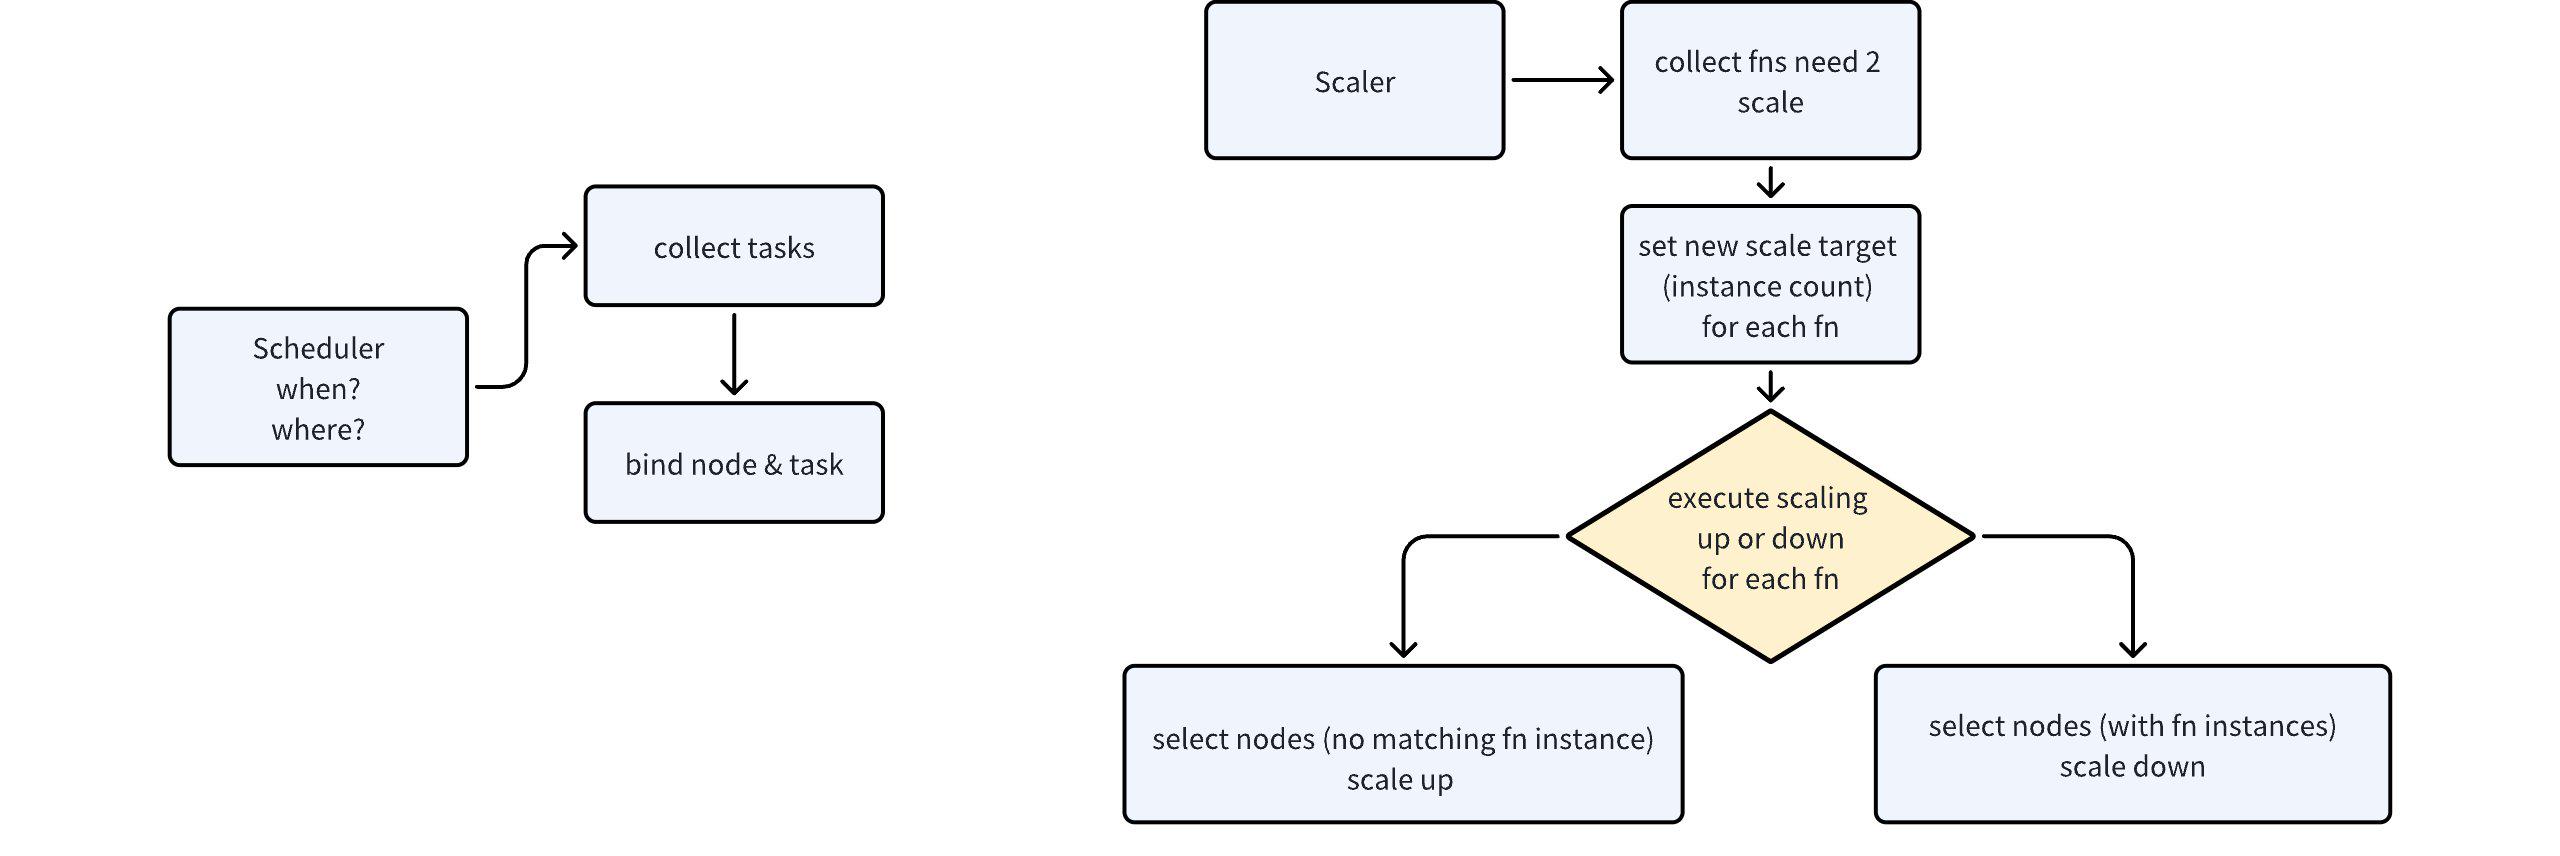 Scheduler
when?
where?
collect tasks
bind node & task
Scaler
collect fns need 2
scale
set new scale target
(instance count)
for each fn
execute scaling
up or down
for each fn
select nodes (no matching fn instance)
scale up
select nodes (with fn instances)
scale down